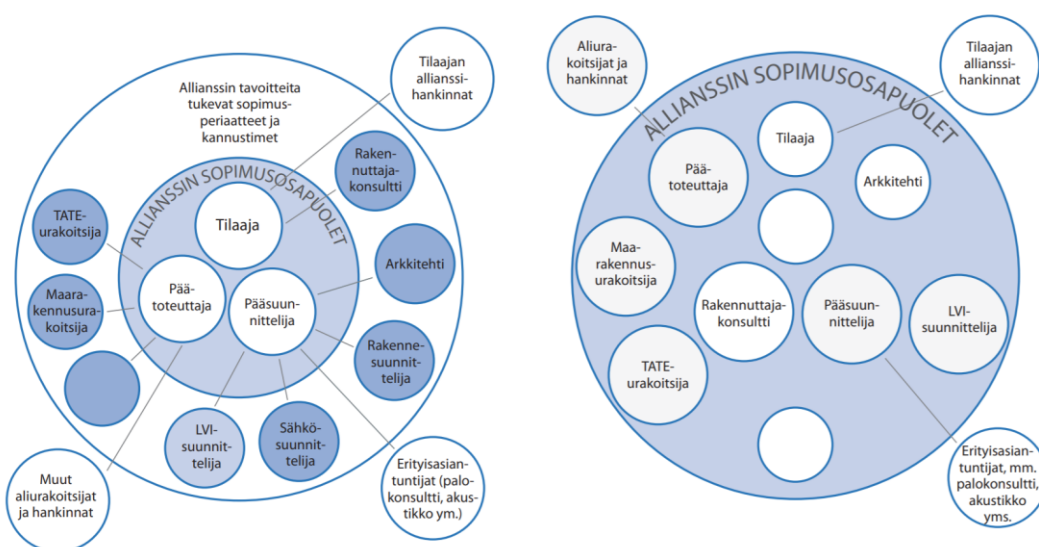 Tilaajan
allianssi-
hankinnat
Allianssin tavoitteita
tukevat sopimus-
periaatteet ja
kannustimet
Raken-
nuttaja-
konsultti
ALLIANSSIN SOPIMUSOSAPUOLET
TATE-
urakoitsija
Tilaaja
Arkkitehti
Pää-
toteuttaja
Pääsuun-
nittelija
Maara-
kennusura-
koitsija
Rakenne-
suunnit-
telija
LVI-
suunnit-
telija
Sähkö-
suunnit-
telija
Muut
aliurakoitsijat
ja hankinnat
Erityisasian-
tuntijat (palo-
konsultti, akus-
tikko ym.)
Aliura-
koitsijat ja
hankinnat
Tilaajan
allianssi-
hankinnat
ALLIANSSIN SOPIMUSOSAPUOLET
Tilaaja
Pää-
toteuttaja
Arkkitehti
Maa-
rakennus-
urakoitsija
Rakennuttaja-
konsultti
Pääsuun-
nittelija
LVI-
suunnittelija
TATE-
urakoitsija
Erityisasian-
tuntijat, mm.
palokonsultti,
akustikko
yms.